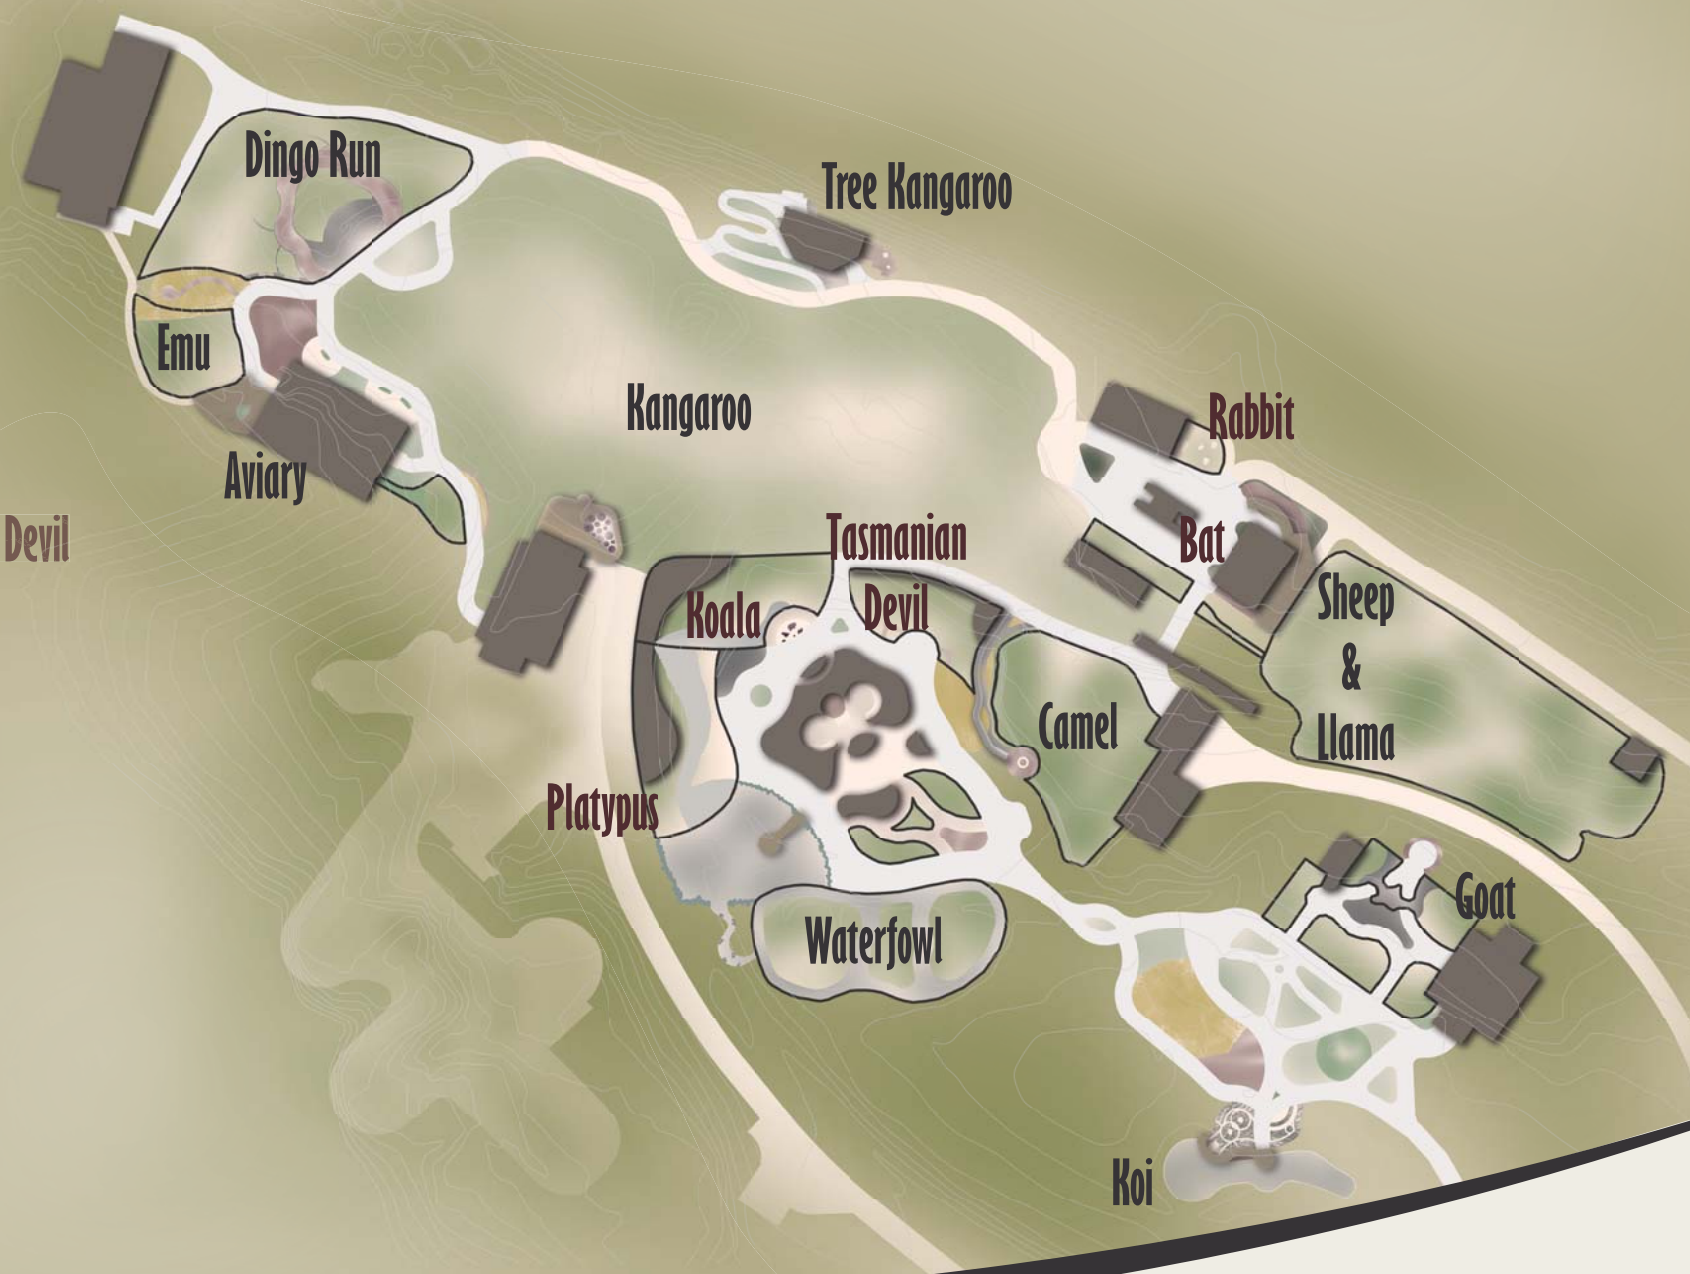 Dingo Run
Tree Kangaroo
Emu
Kangaroo
Rabbit
Aviary
Devil
Tasmanian
Devil
Bat
Koala
Sheep
&
Llama
Camel
Platypus
Goat
Waterfowl
Koi